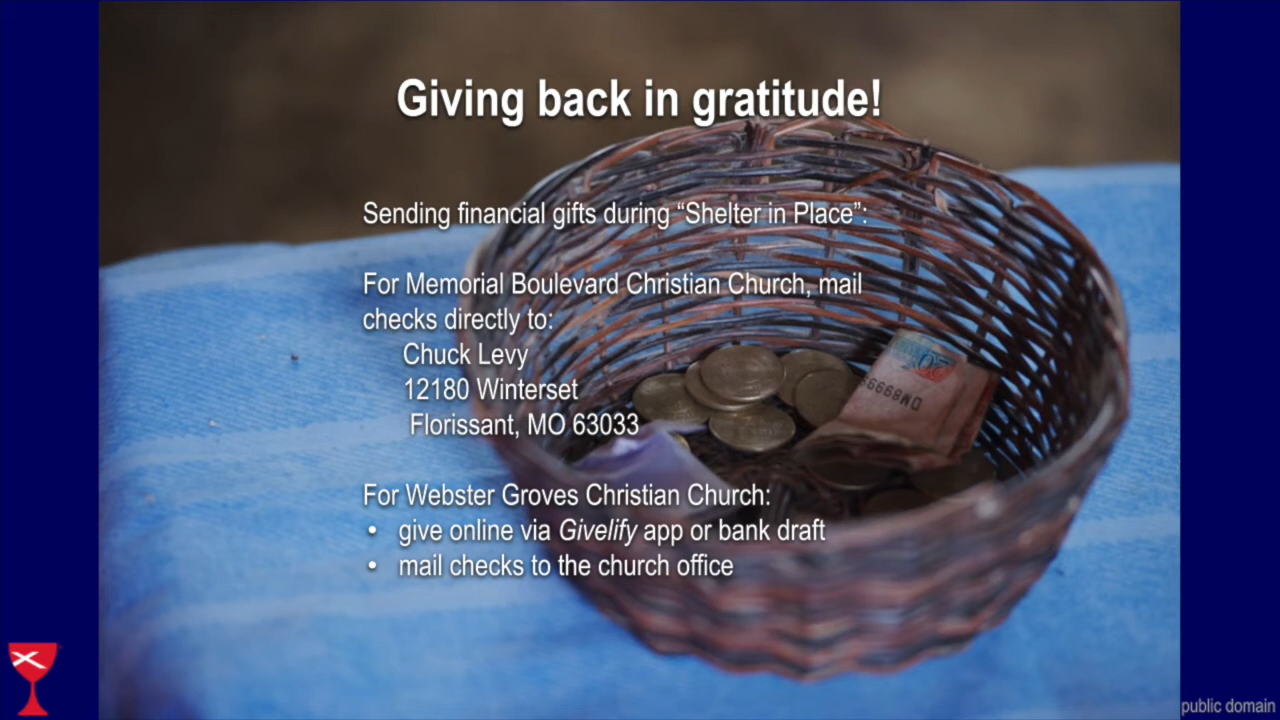 Giving back in gratitude!
Sending financial gifts during “Shelter in Place”:
For Memorial Boulevard Christian Church, mail
checks directly to:
Chuck Levy
12180 Winterset
Florissant, MO 63033
For Webster Groves Christian Church:
• give online via Givelify app or bank draft
• mail checks to the church office
DM89993
public domain